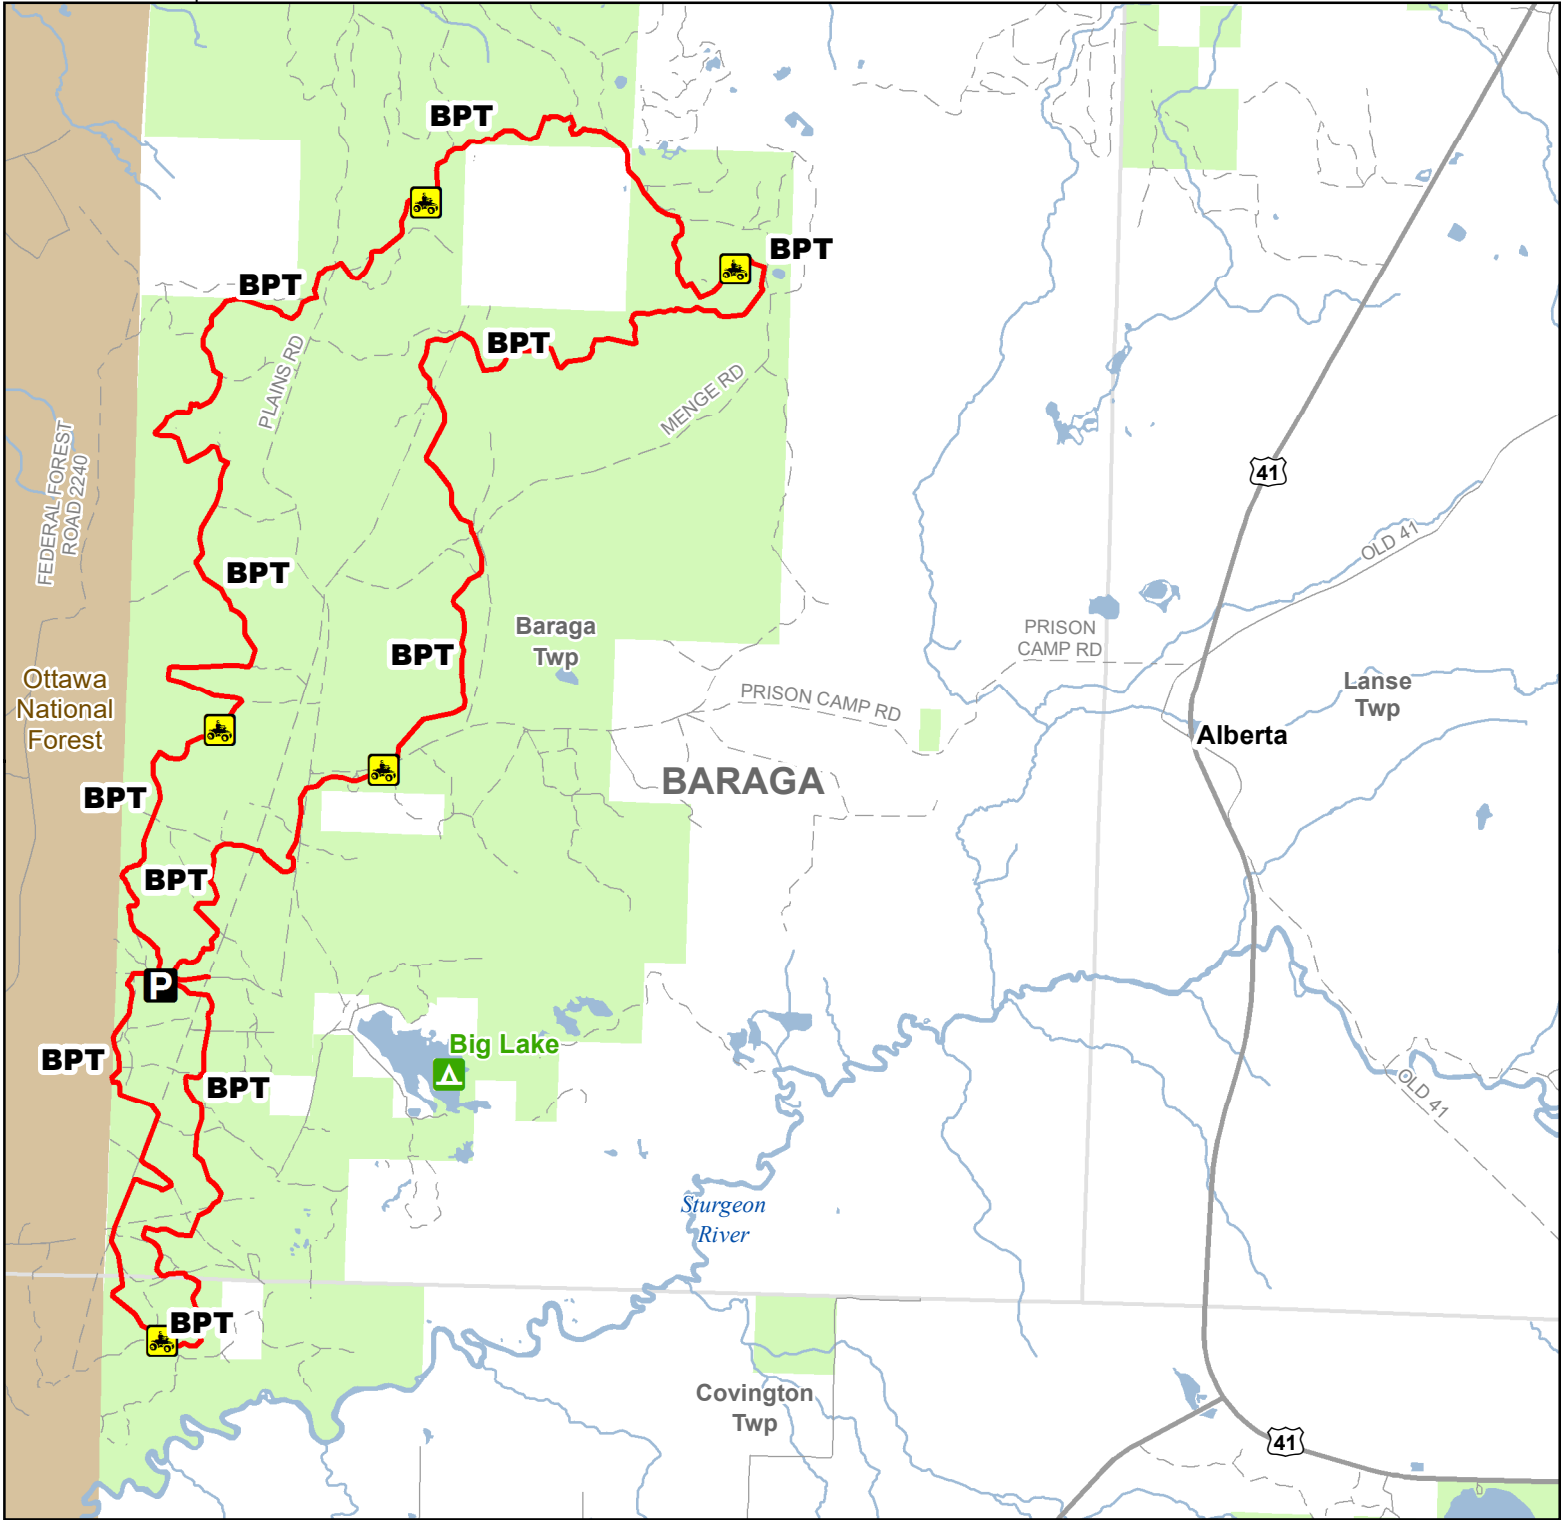 BPT
BPT
BPT
BPT
PLAINS RD
MENGE RD
FEDERAL FOREST
ROAD 2240
41
OLD 41
BPT
Baraga
Twp
PRISON
CAMP RD
BPT
Ottawa
National
Forest
PRISON CAMP RD
Lanse
Twp
Alberta
BARAGA
BPT
BPT
P
Big Lake
BPT
BPT
OLD 41
Sturgeon
River
BPT
Covington
Twp
41